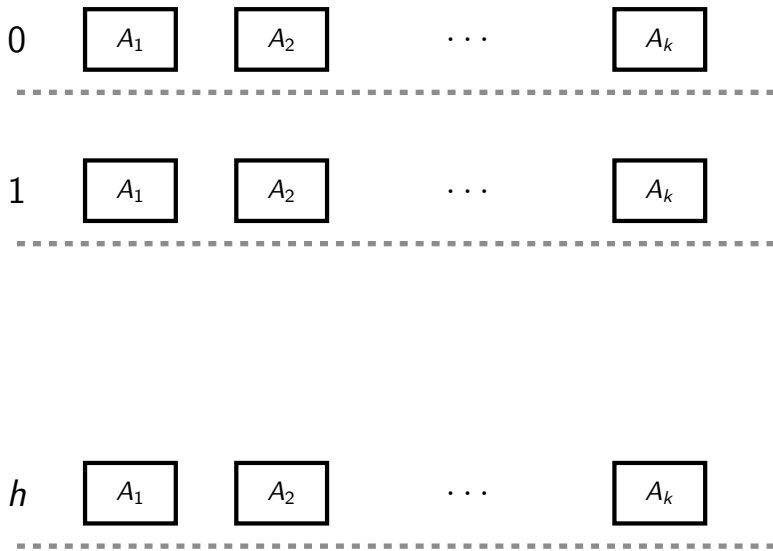 0 A₁ A₂ ··· Aₖ
1 A₁ A₂ ··· Aₖ
h A₁ A₂ ··· Aₖ